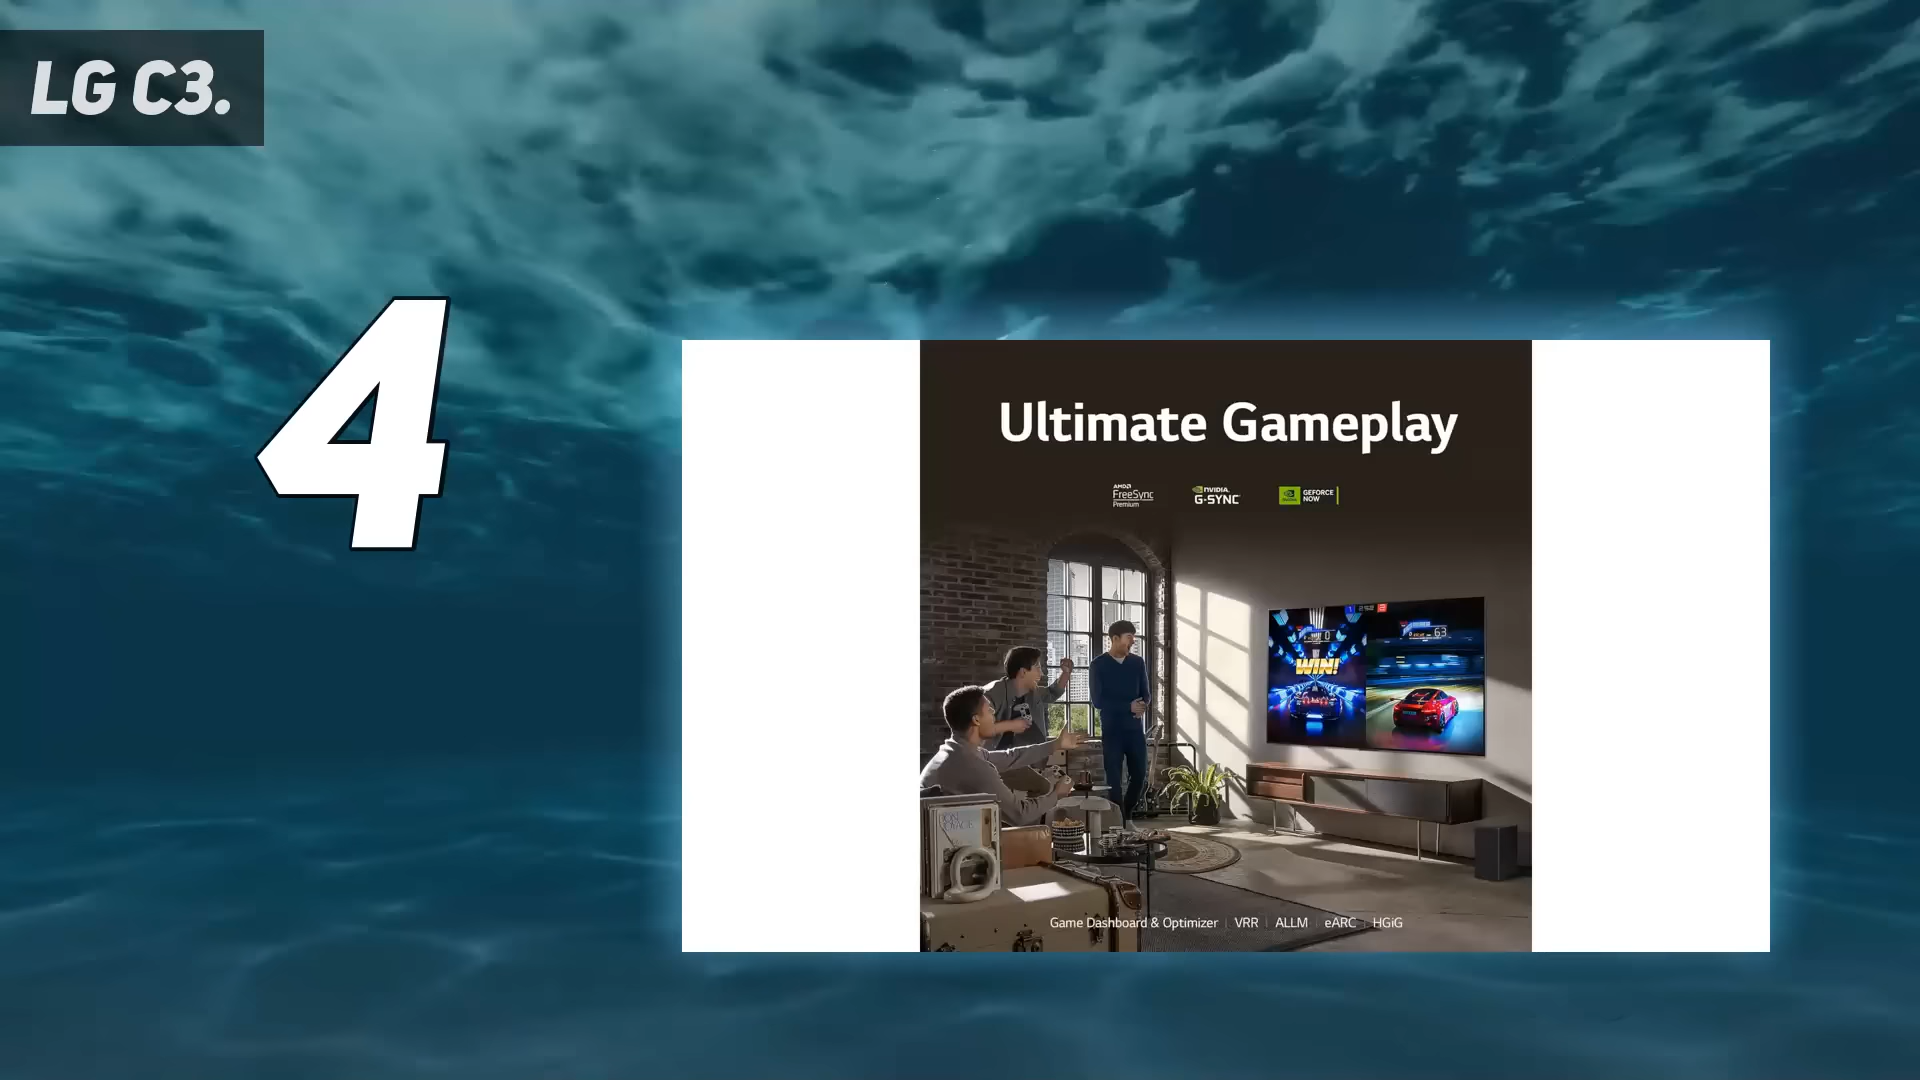 LG C3.
4
Ultimate Gameplay
AMD
FreeSync
Premium
NVIDIA
G-SYNC
GEFORCE
NOW
WIN!
63
Game Dashboard & Optimizer | VRR | ALLM | eARC | HGiG